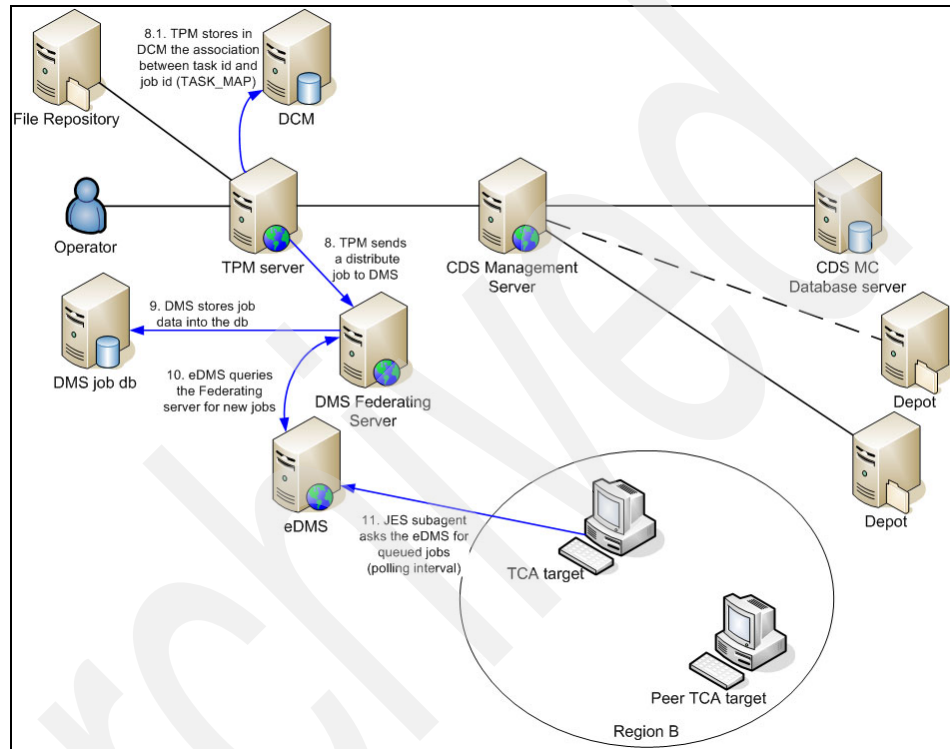 8.1. TPM stores in
DCM the association
between task id and
job id (TASK_MAP)
File Repository
DCM
Operator
TPM server
8. TPM sends
a distribute
job to DMS
CDS Management
Server
CDS MC
Database server
9. DMS stores job
data into the db
DMS job db
10. eDMS queries
the Federating
server for new jobs
DMS Federating
Server
Depot
Depot
eDMS
11. JES subagent
asks the eDMS for
queued jobs
(polling interval)
TCA target
Peer TCA target
Region B
rchived